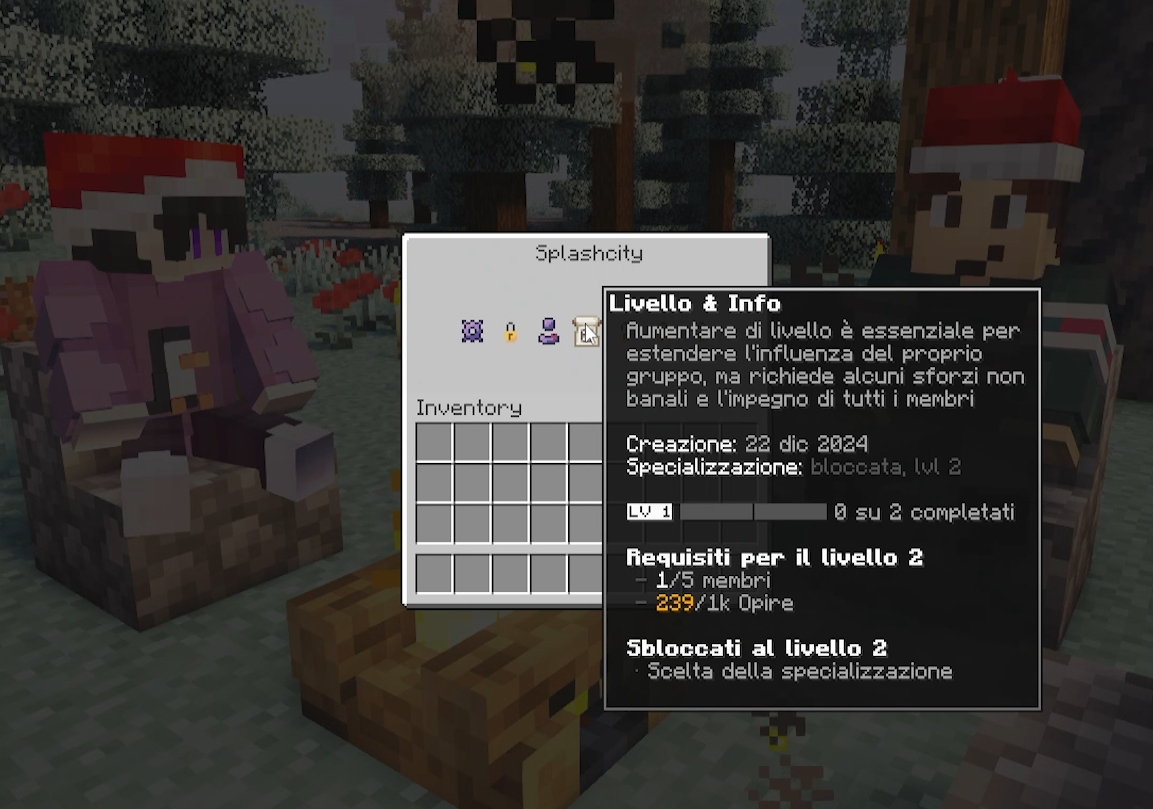 Splashcity
Livello & Info
Aumentare di livello è essenziale per
estendere l'influenza del proprio
gruppo, ma richiede alcuni sforzi non
banali e l'impegno di tutti i membri
Inventory
Creazione: 22 dic 2024
Specializzazione: bloccata, lvl 2
LV 1 0 su 2 completati
Requisiti per il livello 2
- 1/5 membri
- 239/1k Opire
Sbloccati al livello 2
· Scelta della specializzazione